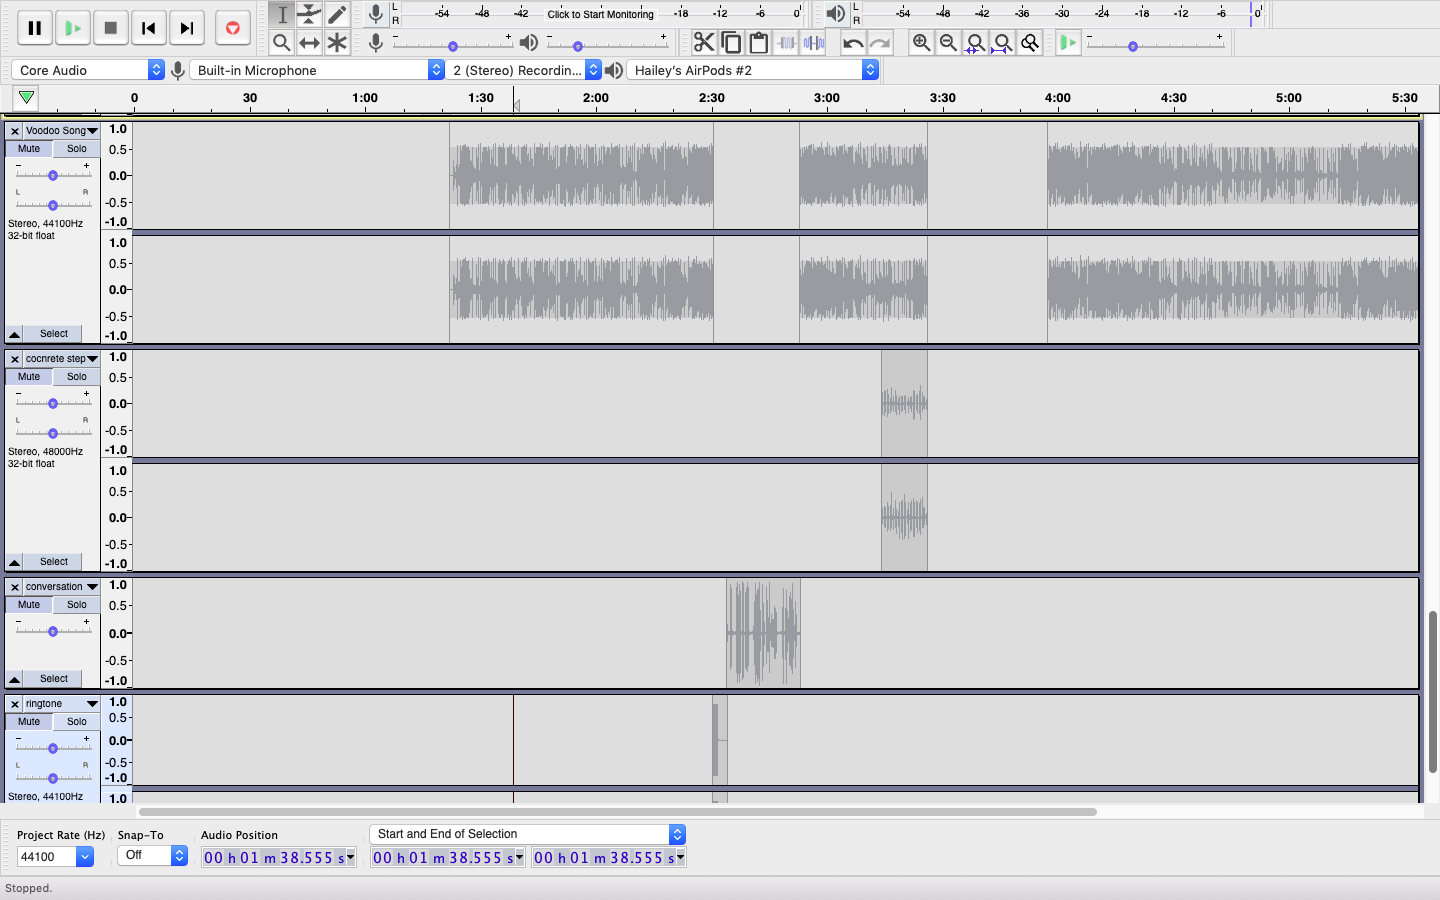 L
R
-54 -48 -42 Click to Start Monitoring -18 -12 -6 0
L
R
-54 -48 -42 -36 -30 -24 -18 -12 -6 0
Core Audio Built-in Microphone 2 (Stereo) Recordin... Hailey's AirPods #2
0 30 1:00 1:30 2:00 2:30 3:00 3:30 4:00 4:30 5:00 5:30
Voodoo Song
Mute Solo
- +
L R
Stereo, 44100Hz
32-bit float
Select
1.0
0.5-
0.0-
-0.5-
-1.0
1.0
0.5-
0.0-
-0.5-
-1.0
cocnrete step
Mute Solo
- +
L R
Stereo, 48000Hz
32-bit float
Select
1.0
0.5-
0.0-
-0.5-
-1.0
1.0
0.5-
0.0-
-0.5-
-1.0
conversation
Mute Solo
- +
Select
1.0
0.5-
0.0-
-0.5-
-1.0
ringtone
Mute Solo
- +
L R
Stereo, 44100Hz
1.0
0.5-
0.0-
-0.5-
-1.0
1.0
Project Rate (Hz) Snap-To Audio Position Start and End of Selection
44100 Off 00 h 01 m 38.555 s 00 h 01 m 38.555 s 00 h 01 m 38.555 s
Stopped.